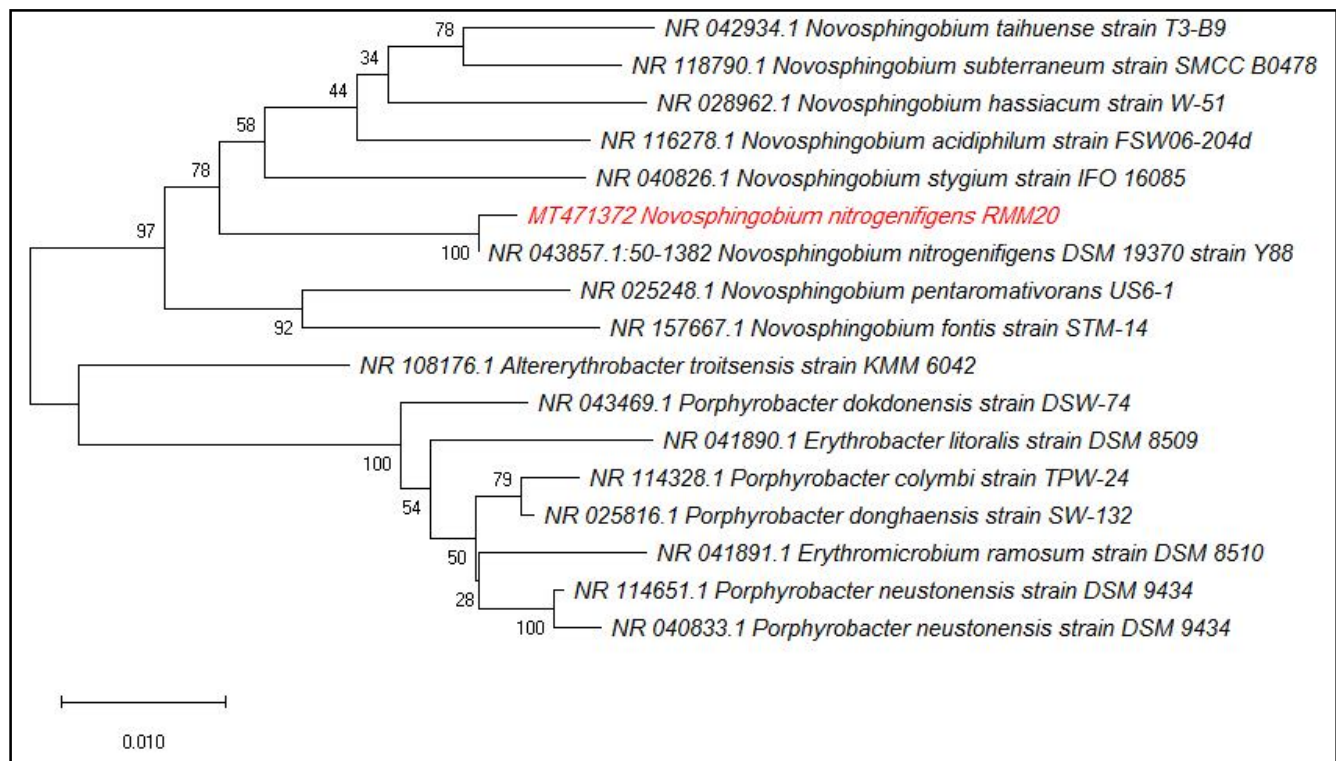 78
NR 042934.1 Novosphingobium taihuense strain T3-B9
34
NR 118790.1 Novosphingobium subterraneum strain SMCC B0478
44
NR 028962.1 Novosphingobium hassiacum strain W-51
58
NR 116278.1 Novosphingobium acidiphilum strain FSW06-204d
78
NR 040826.1 Novosphingobium stygium strain IFO 16085
97
MT471372 Novosphingobium nitrogenifigens RMM20
100
NR 043857.1:50-1382 Novosphingobium nitrogenifigens DSM 19370 strain Y88
NR 025248.1 Novosphingobium pentaromativorans US6-1
92
NR 157667.1 Novosphingobium fontis strain STM-14
NR 108176.1 Altererythrobacter troitsensis strain KMM 6042
NR 043469.1 Porphyrobacter dokdonensis strain DSW-74
100
NR 041890.1 Erythrobacter litoralis strain DSM 8509
79
NR 114328.1 Porphyrobacter colymbi strain TPW-24
54
NR 025816.1 Porphyrobacter donghaensis strain SW-132
50
NR 041891.1 Erythromicrobium ramosum strain DSM 8510
28
NR 114651.1 Porphyrobacter neustonensis strain DSM 9434
100
NR 040833.1 Porphyrobacter neustonensis strain DSM 9434
0.010